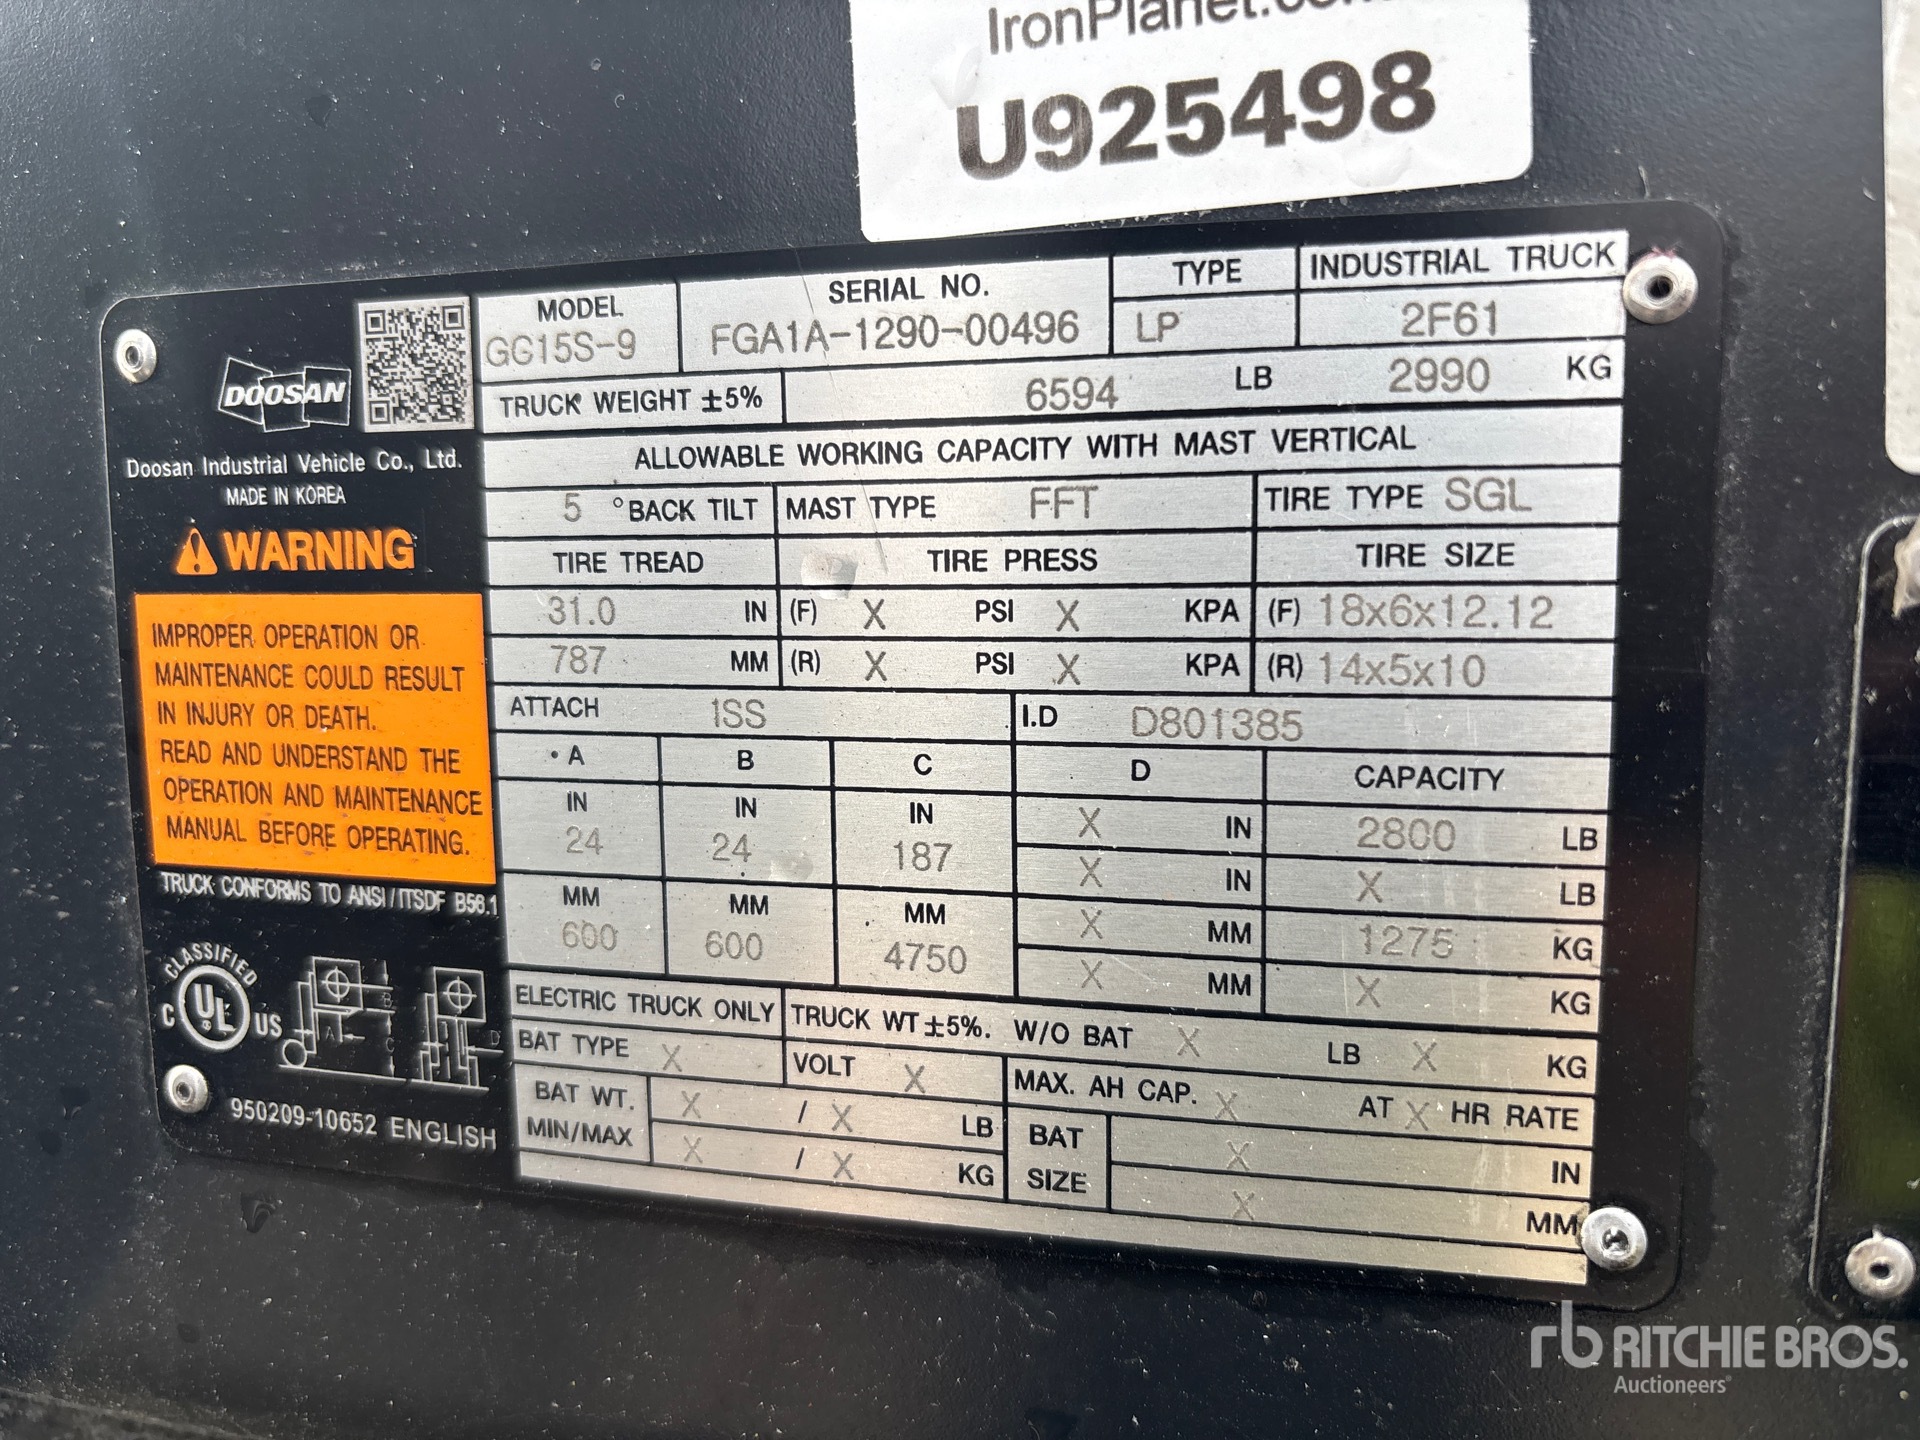 IronPlanet.com
U925498
MODEL
GC15S-9
SERIAL NO.
FGA1A-1290-00496
TYPE
LP
INDUSTRIAL TRUCK
2F61
TRUCK WEIGHT ±5%
6594 LB 2990 KG
ALLOWABLE WORKING CAPACITY WITH MAST VERTICAL
5 °BACK TILT
MAST TYPE FFT
TIRE TYPE SGL
TIRE TREAD
TIRE PRESS
TIRE SIZE
31.0 IN
(F) X PSI X KPA
(F) 18x6x12.12
787 MM
(R) X PSI X KPA
(R) 14x5x10
ATTACH 1SS
I.D D801385
• A
B
C
D
CAPACITY
IN
24
IN
24
IN
187
X IN
2800 LB
X IN
X LB
MM
600
MM
600
MM
4750
X MM
1275 KG
X MM
X KG
ELECTRIC TRUCK ONLY
TRUCK WT ±5%. W/O BAT X LB X KG
BAT TYPE X
VOLT X
MAX. AH CAP. X AT X HR RATE
BAT WT.
MIN/MAX
X / X LB
X / X KG
BAT
SIZE
X IN
X MM
DOOSAN
Doosan Industrial Vehicle Co., Ltd.
MADE IN KOREA
WARNING
IMPROPER OPERATION OR
MAINTENANCE COULD RESULT
IN INJURY OR DEATH.
READ AND UNDERSTAND THE
OPERATION AND MAINTENANCE
MANUAL BEFORE OPERATING.
TRUCK CONFORMS TO ANSI/ITSDF B56.1
CLASSIFIED
C UL US
A
B
C
D
950209-10652 ENGLISH
rb RITCHIE BROS.
Auctioneers